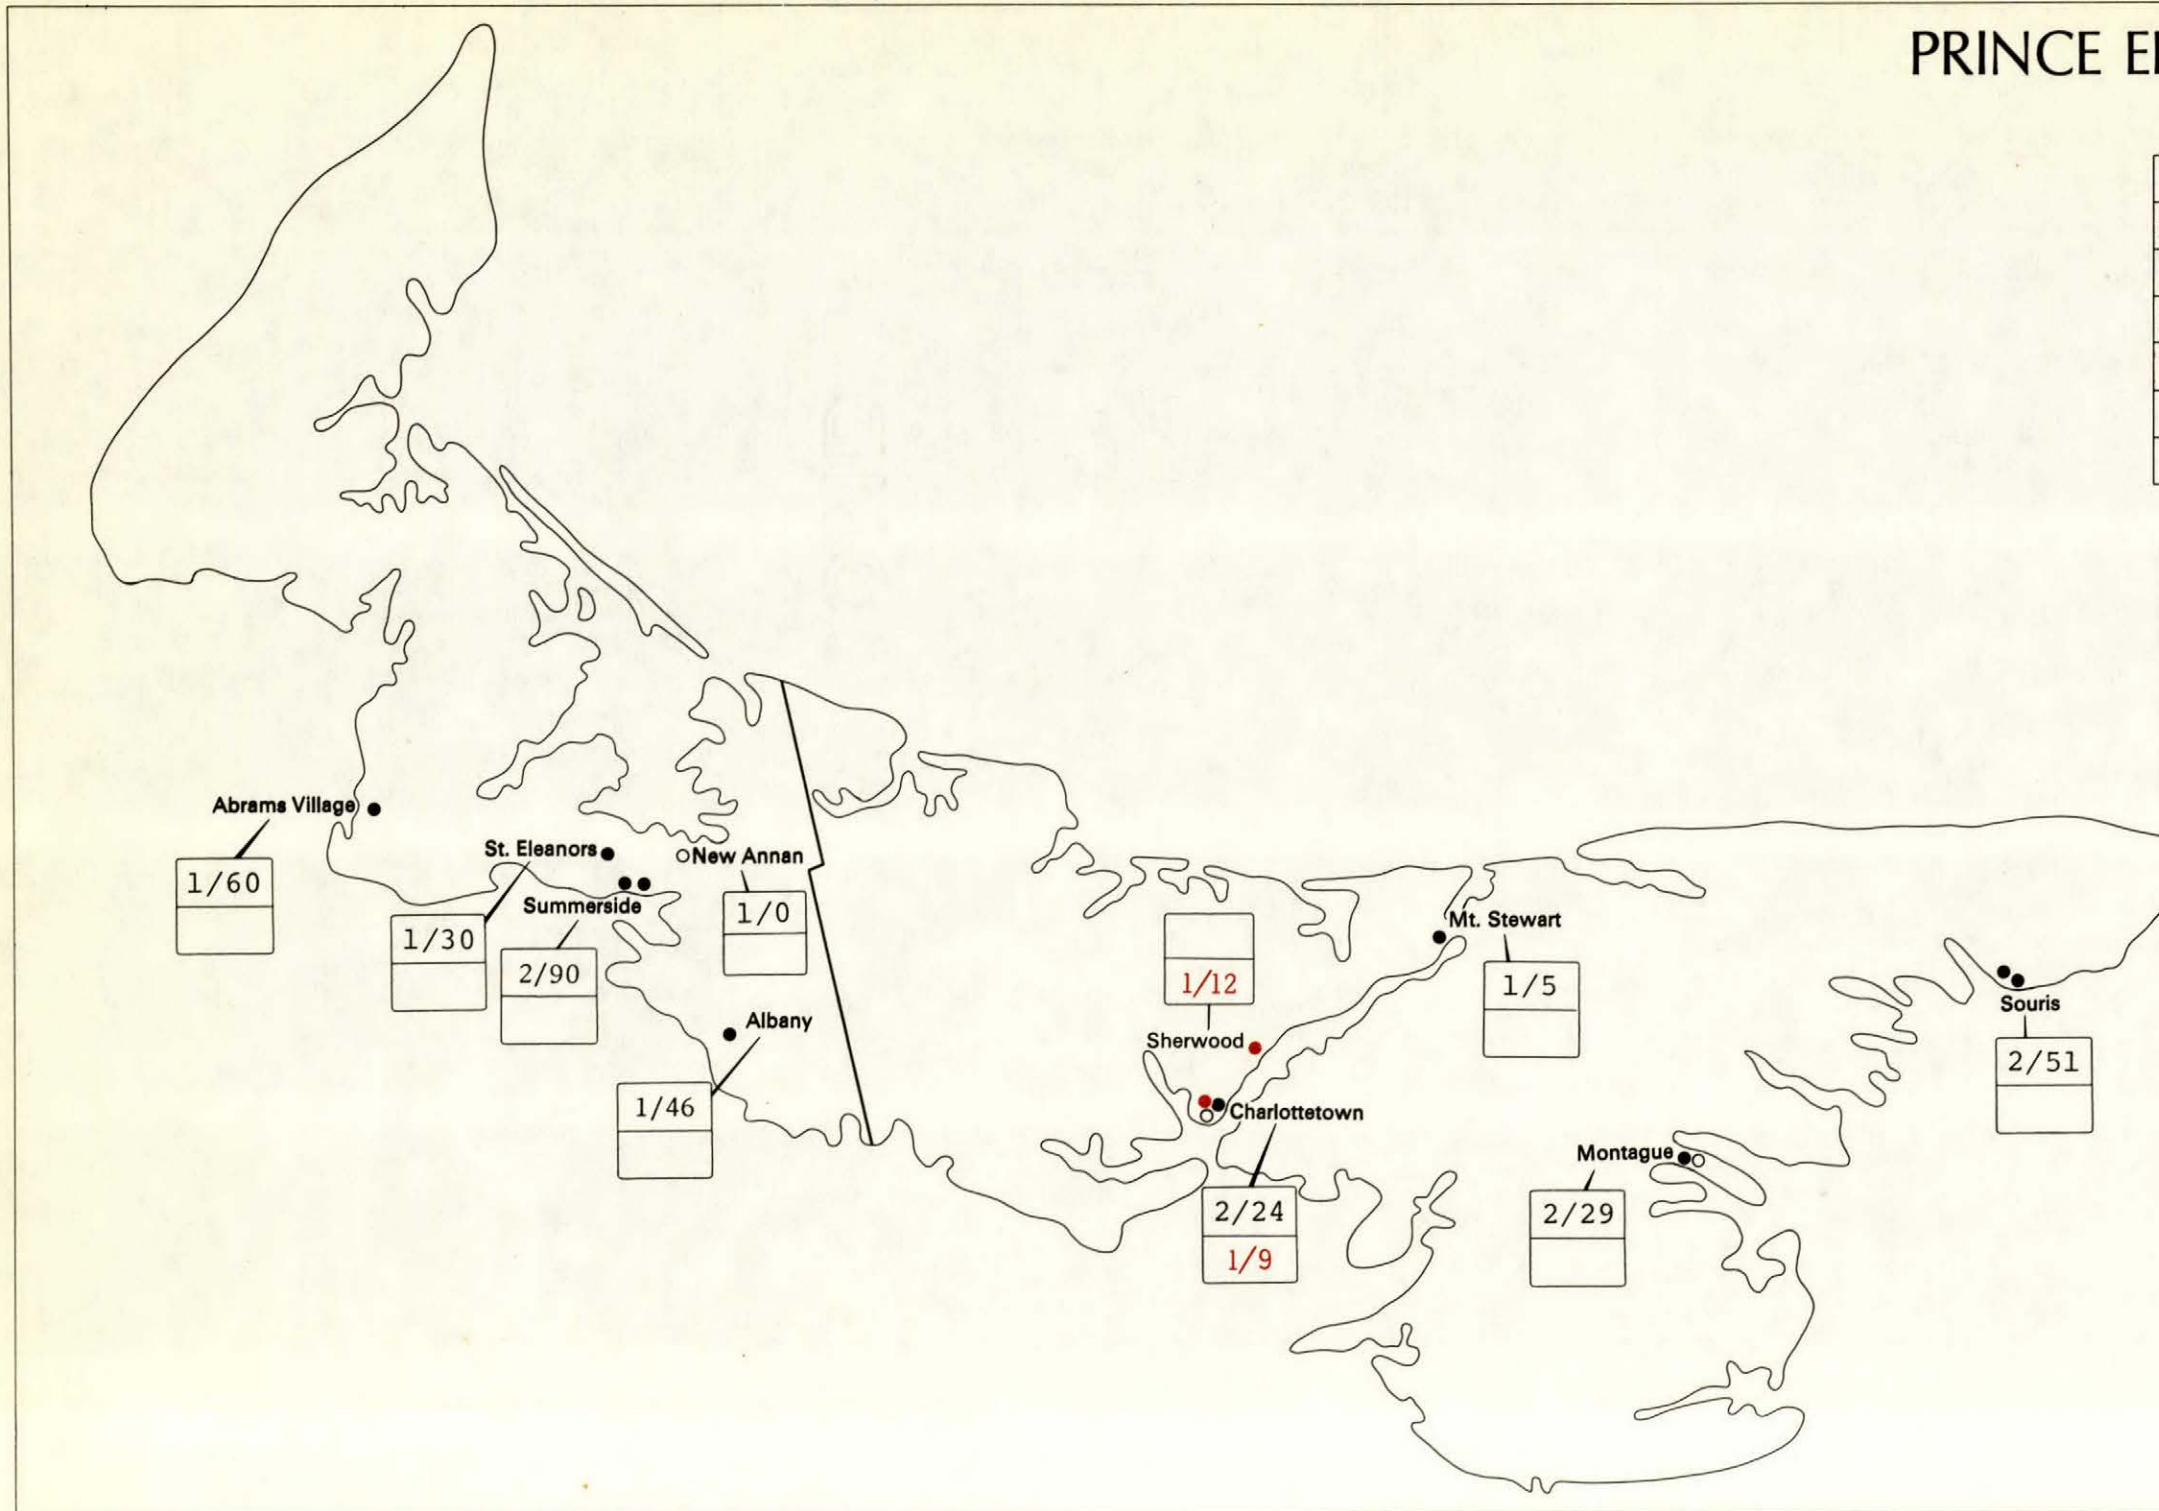 PRINCE E
Abrams Village
1/60
St. Eleanors
1/30
New Annan
1/0
Summerside
2/90
Albany
1/46
1/12
Sherwood
Mt. Stewart
1/5
Souris
2/51
Charlottetown
2/24
1/9
Montague
2/29